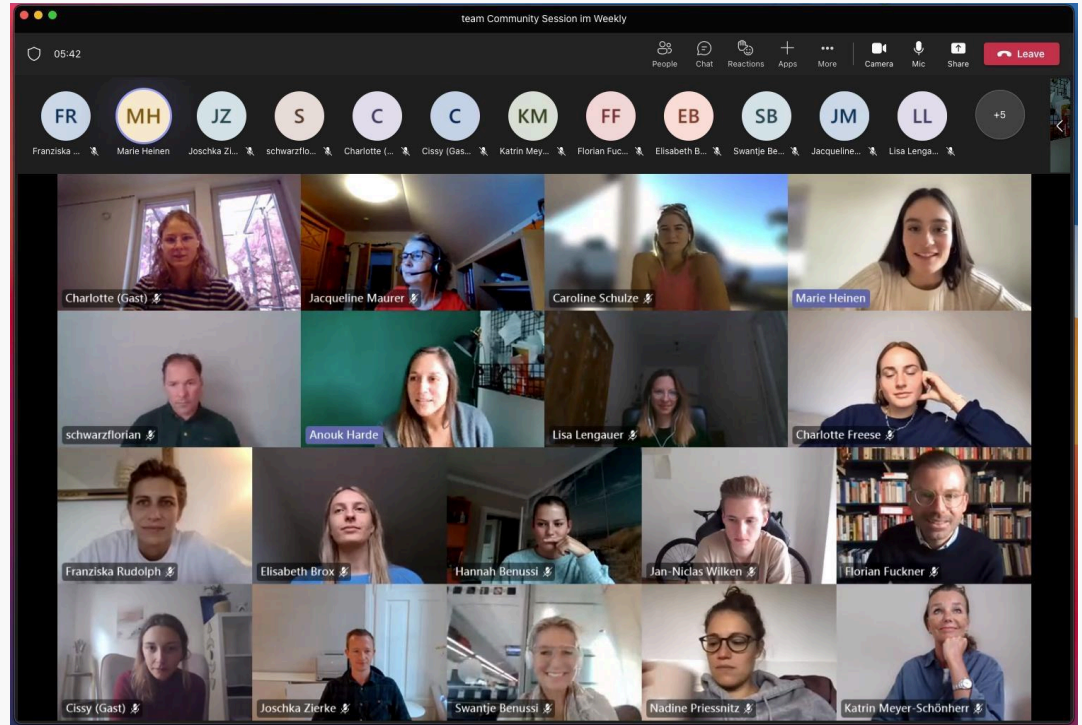 team Community Session im Weekly
05:42
People
Chat
Reactions
Apps
More
Camera
Mic
Share
Leave
FR
MH
JZ
S
C
C
KM
FF
EB
SB
JM
LL
+5
Franziska ...
Marie Heinen
Joschka Zi...
schwarzflo...
Charlotte (...
Cissy (Gas...
Katrin Mey...
Florian Fuc...
Elisabeth B...
Swantje Be...
Jacqueline...
Lisa Lenga...
Charlotte (Gast)
Jacqueline Maurer
Caroline Schulze
Marie Heinen
schwarzflorian
Anouk Harde
Lisa Lengauer
Charlotte Freese
Franziska Rudolph
Elisabeth Brox
Hannah Benussi
Jan-Niclas Wilken
Florian Fuckner
Cissy (Gast)
Joschka Zierke
Swantje Benussi
Nadine Priessnitz
Katrin Meyer-Schönherr